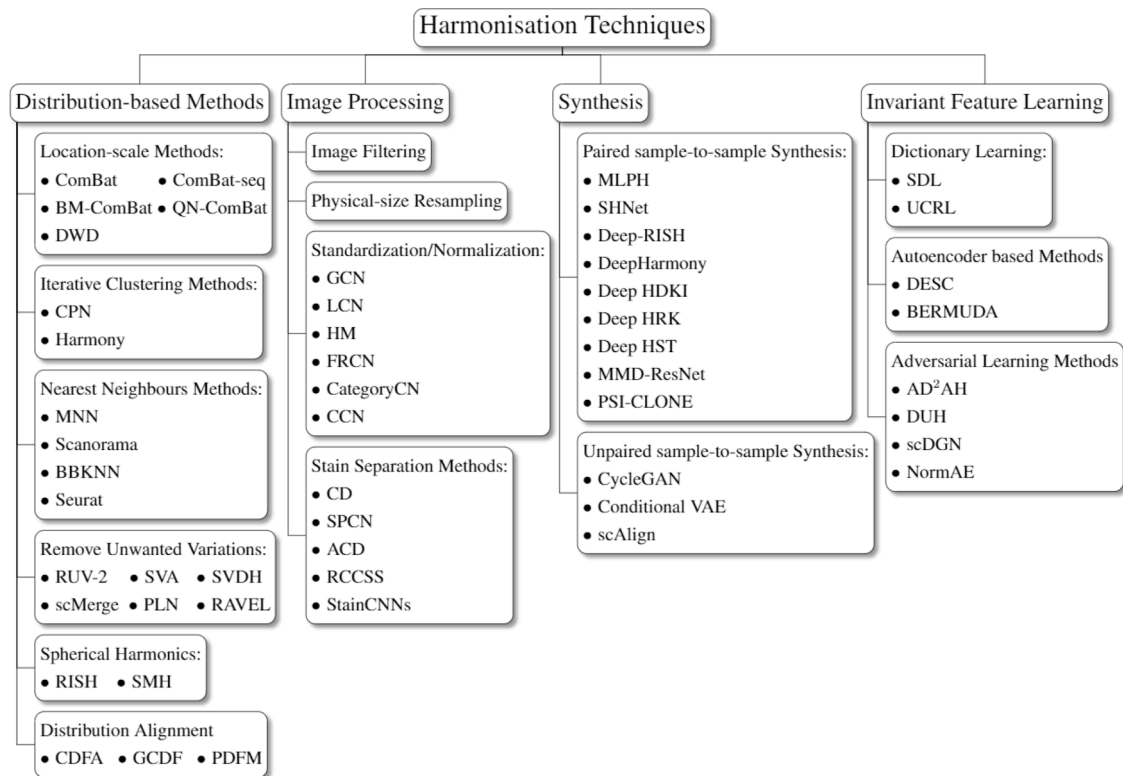 Harmonisation Techniques
Distribution-based Methods
Location-scale Methods:
● ComBat ● ComBat-seq
● BM-ComBat ● QN-ComBat
● DWD
Iterative Clustering Methods:
● CPN
● Harmony
Nearest Neighbours Methods:
● MNN
● Scanorama
● BBKNN
● Seurat
Remove Unwanted Variations:
● RUV-2 ● SVA ● SVDH
● scMerge ● PLN ● RAVEL
Spherical Harmonics:
● RISH ● SMH
Distribution Alignment
● CDFA ● GCDF ● PDFM
Image Processing
Image Filtering
Physical-size Resampling
Standardization/Normalization:
● GCN
● LCN
● HM
● FRCN
● CategoryCN
● CCN
Stain Separation Methods:
● CD
● SPCN
● ACD
● RCCSS
● StainCNNs
Synthesis
Paired sample-to-sample Synthesis:
● MLPH
● SHNet
● Deep-RISH
● DeepHarmony
● Deep HDKI
● Deep HRK
● Deep HST
● MMD-ResNet
● PSI-CLONE
Unpaired sample-to-sample Synthesis:
● CycleGAN
● Conditional VAE
● scAlign
Invariant Feature Learning
Dictionary Learning:
● SDL
● UCRL
Autoencoder based Methods
● DESC
● BERMUDA
Adversarial Learning Methods
● AD²AH
● DUH
● scDGN
● NormAE